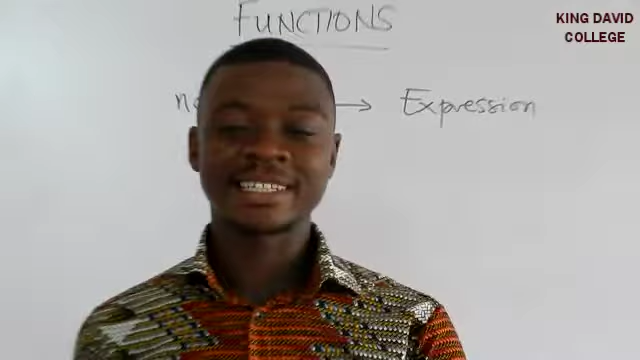 FUNCTIONS
→ Expression
KING DAVID
COLLEGE